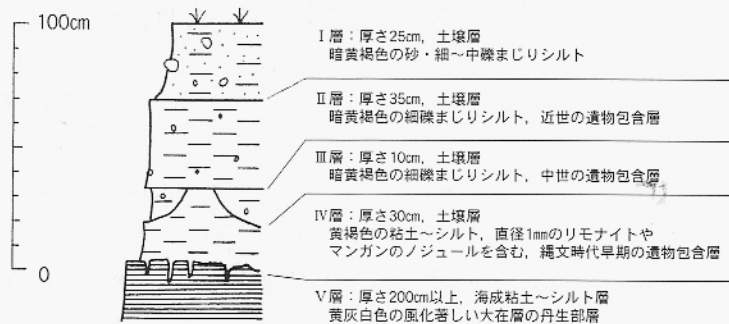 100cm
0
Ⅰ層：厚さ25cm，土壌層
暗黄褐色の砂・細〜中礫まじりシルト
Ⅱ層：厚さ35cm，土壌層
暗黄褐色の細礫まじりシルト，近世の遺物包含層
Ⅲ層：厚さ10cm，土壌層
暗黄褐色の細礫まじりシルト，中世の遺物包含層
Ⅳ層：厚さ30cm，土壌層
黄褐色の粘土〜シルト，直径1mmのリモナイトや
マンガンのノジュールを含む，縄文時代早期の遺物包含層
Ⅴ層：厚さ200cm以上，海成粘土〜シルト層
黄灰白色の風化著しい大在層の丹生部層